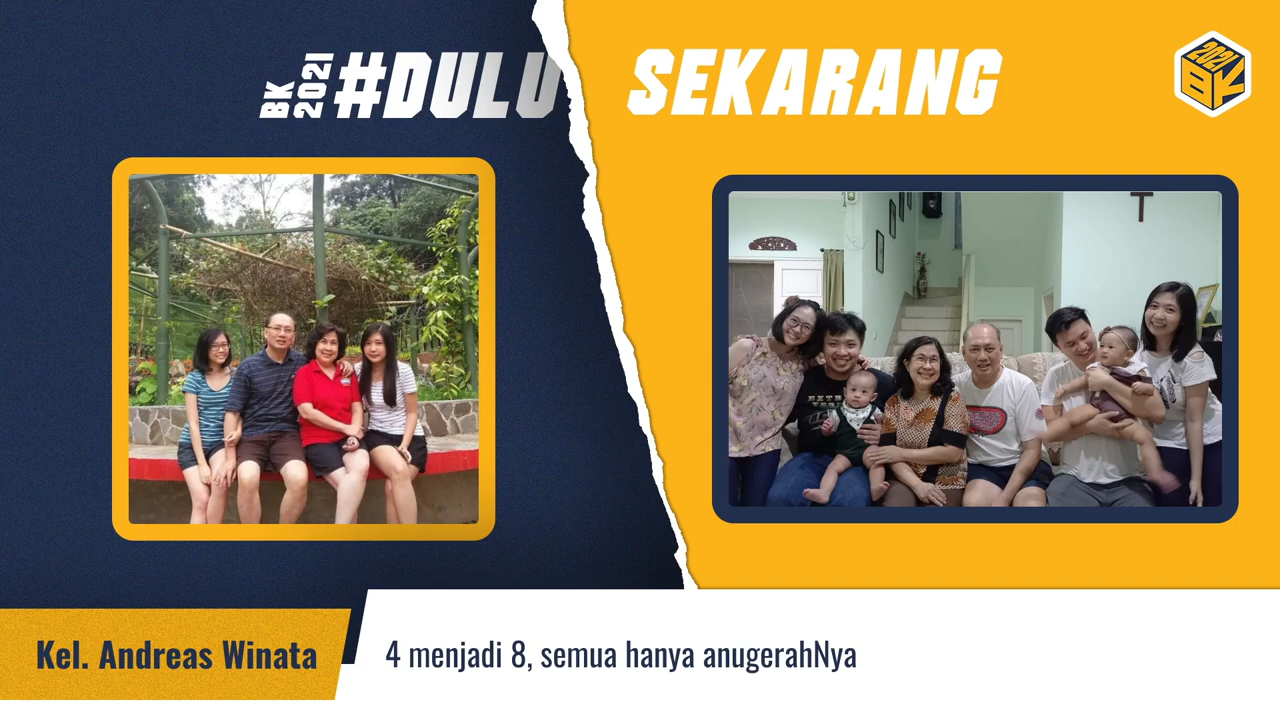 BK
2021
#DULU
SEKARANG
2021
BK
Kel. Andreas Winata
4 menjadi 8, semua hanya anugerahNya